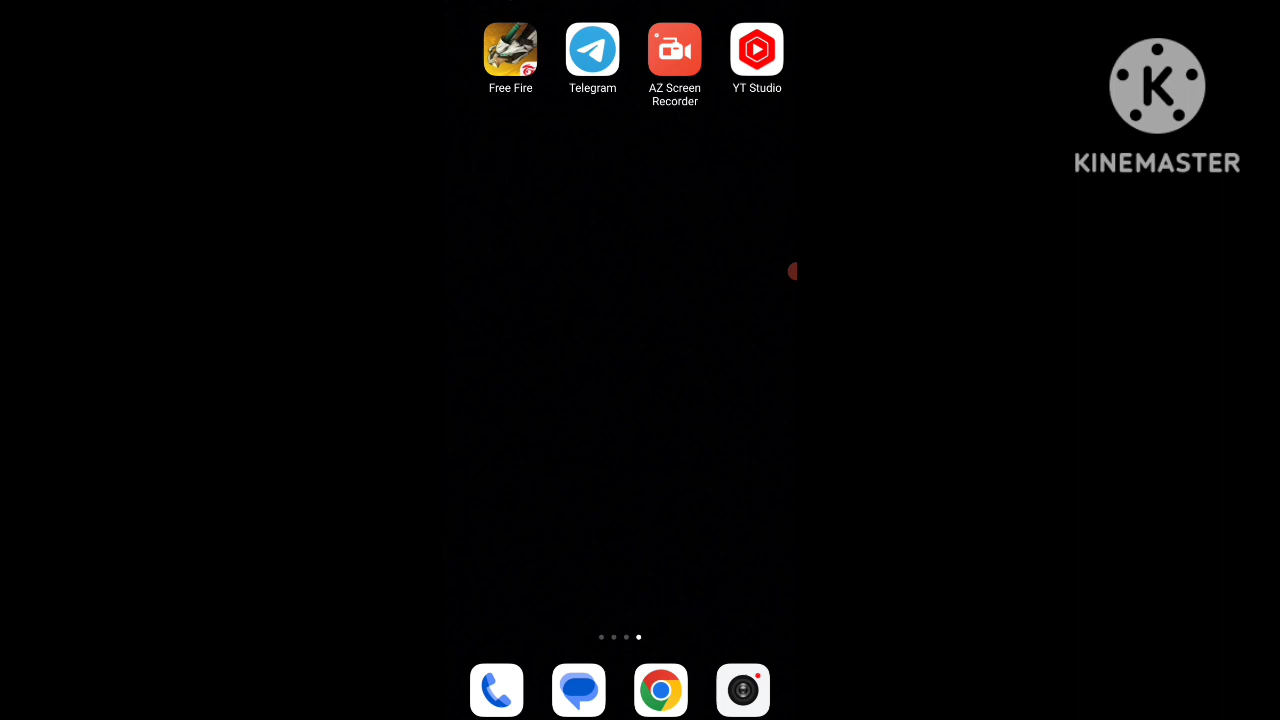 Free Fire
Telegram
AZ Screen
Recorder
YT Studio
K
KINEMASTER